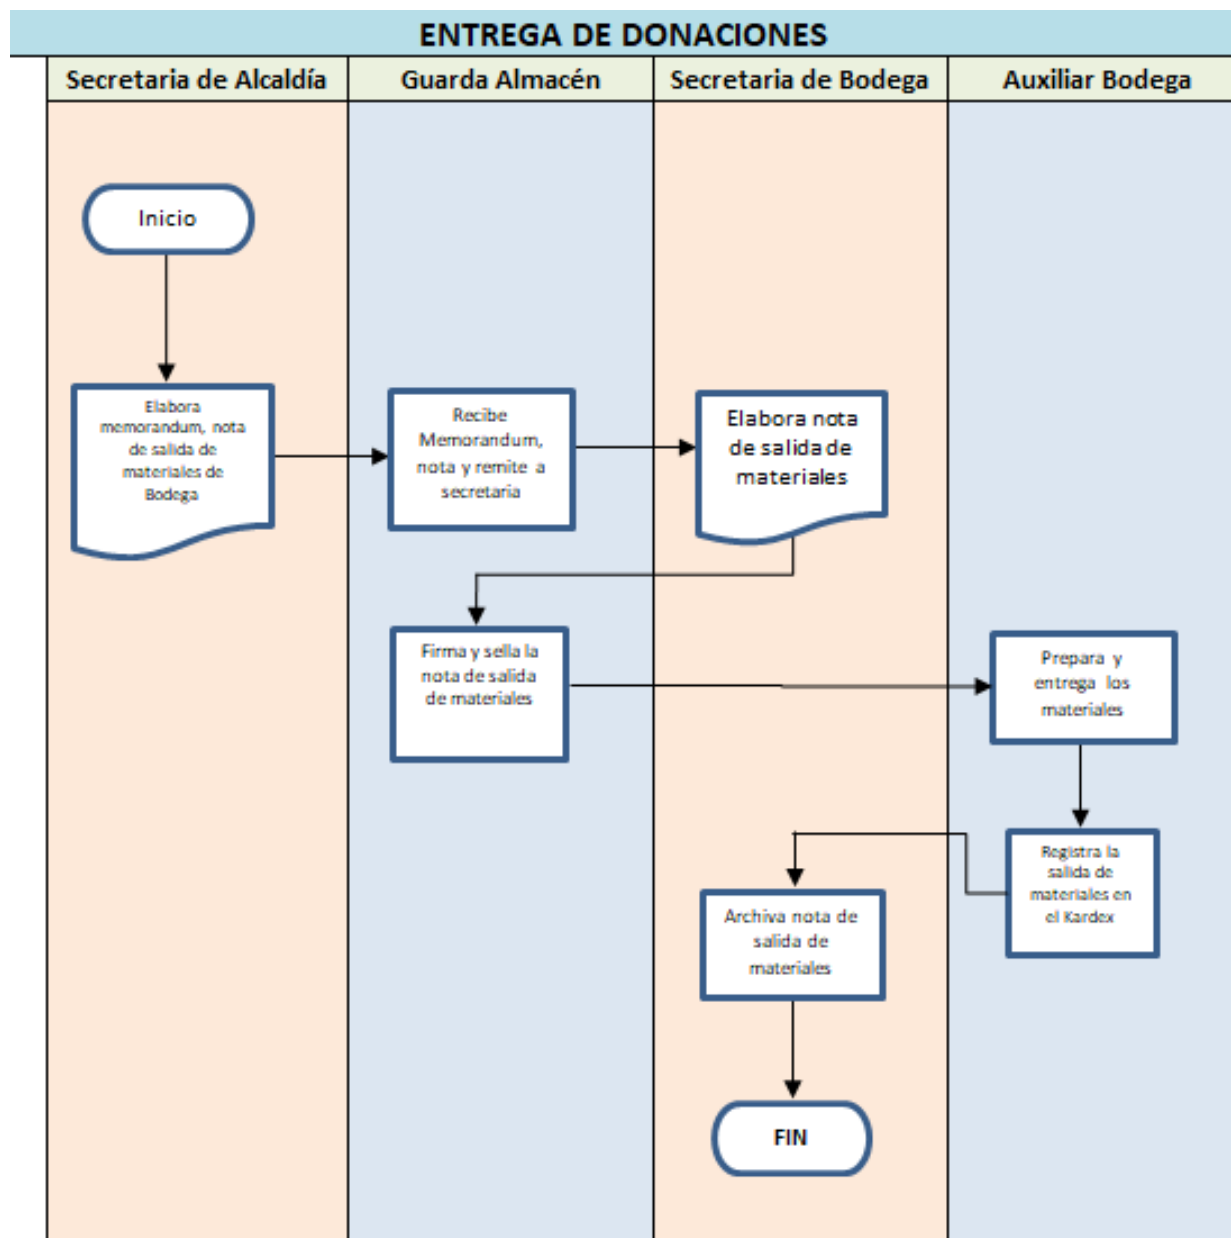 ENTREGA DE DONACIONES
Secretaria de Alcaldía
Guarda Almacén
Secretaria de Bodega
Auxiliar Bodega
Inicio
Elabora
memorandum, nota
de salida de
materiales de
Bodega
Recibe
Memorandum,
nota y remite a
secretaria
Elabora nota
de salida de
materiales
Firma y sella la
nota de salida
de materiales
Prepara y
entrega los
materiales
Registra la
salida de
materiales en
el Kardex
Archiva nota de
salida de
materiales
FIN